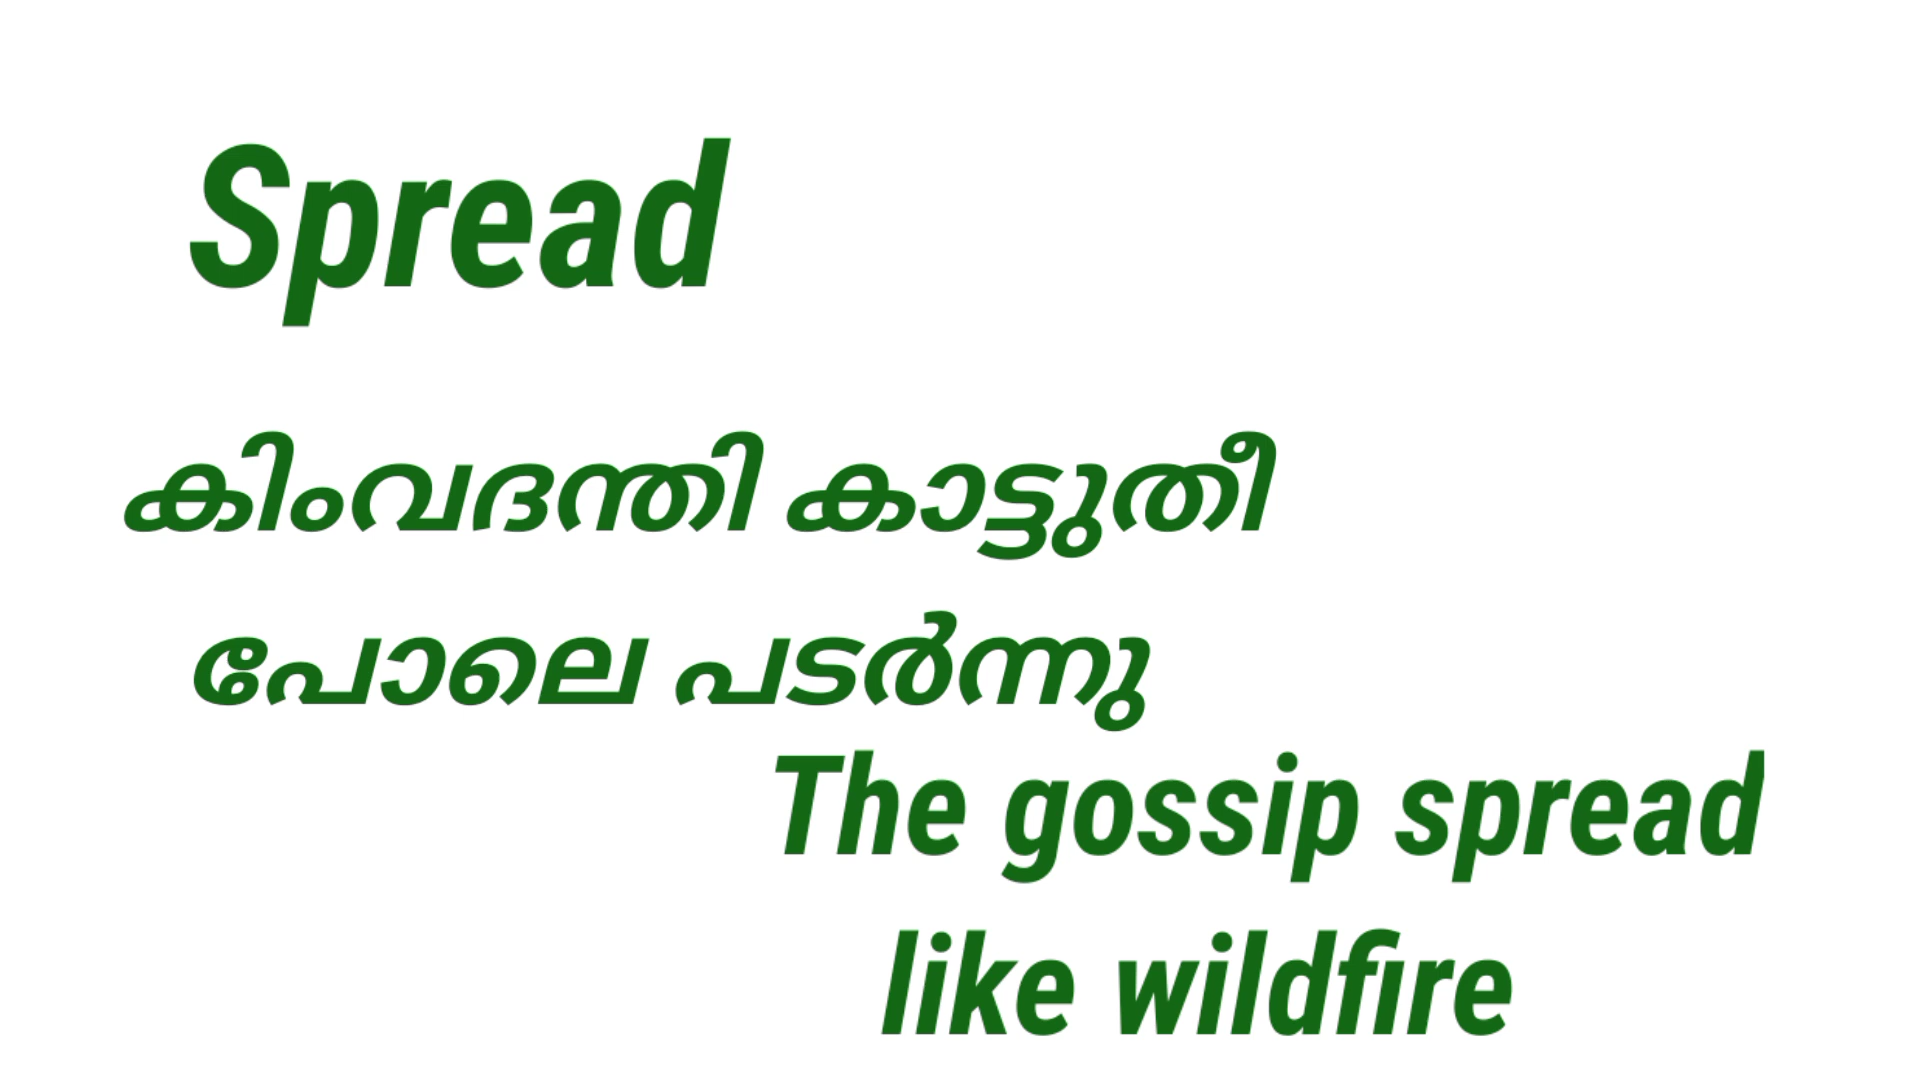 Spread
കിംവദന്തി കാട്ടുതീ
പോലെ പടർന്നു
The gossip spread
like wildfire